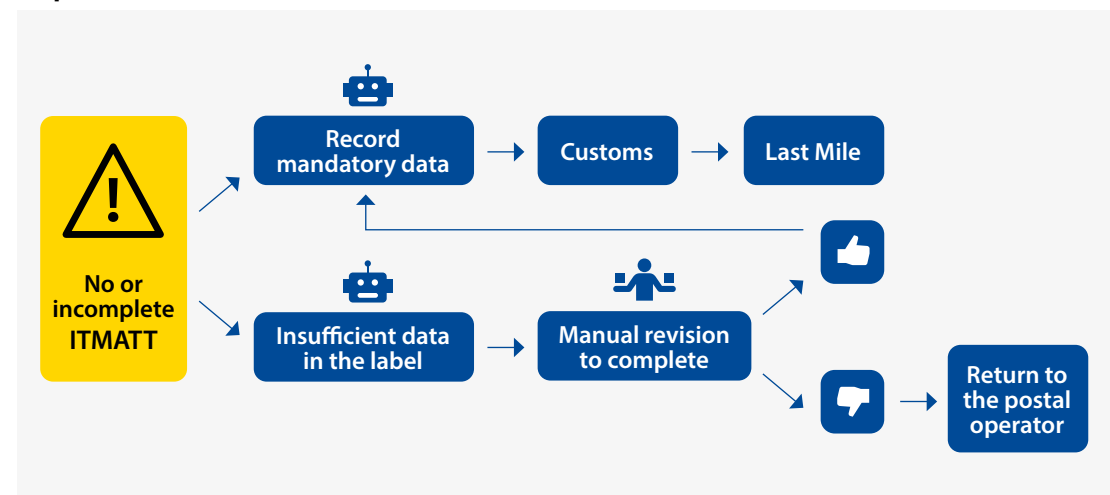 Record
mandatory data
Customs
Last Mile
No or
incomplete
ITMATT
Insufficient data
in the label
Manual revision
to complete
Return to
the postal
operator